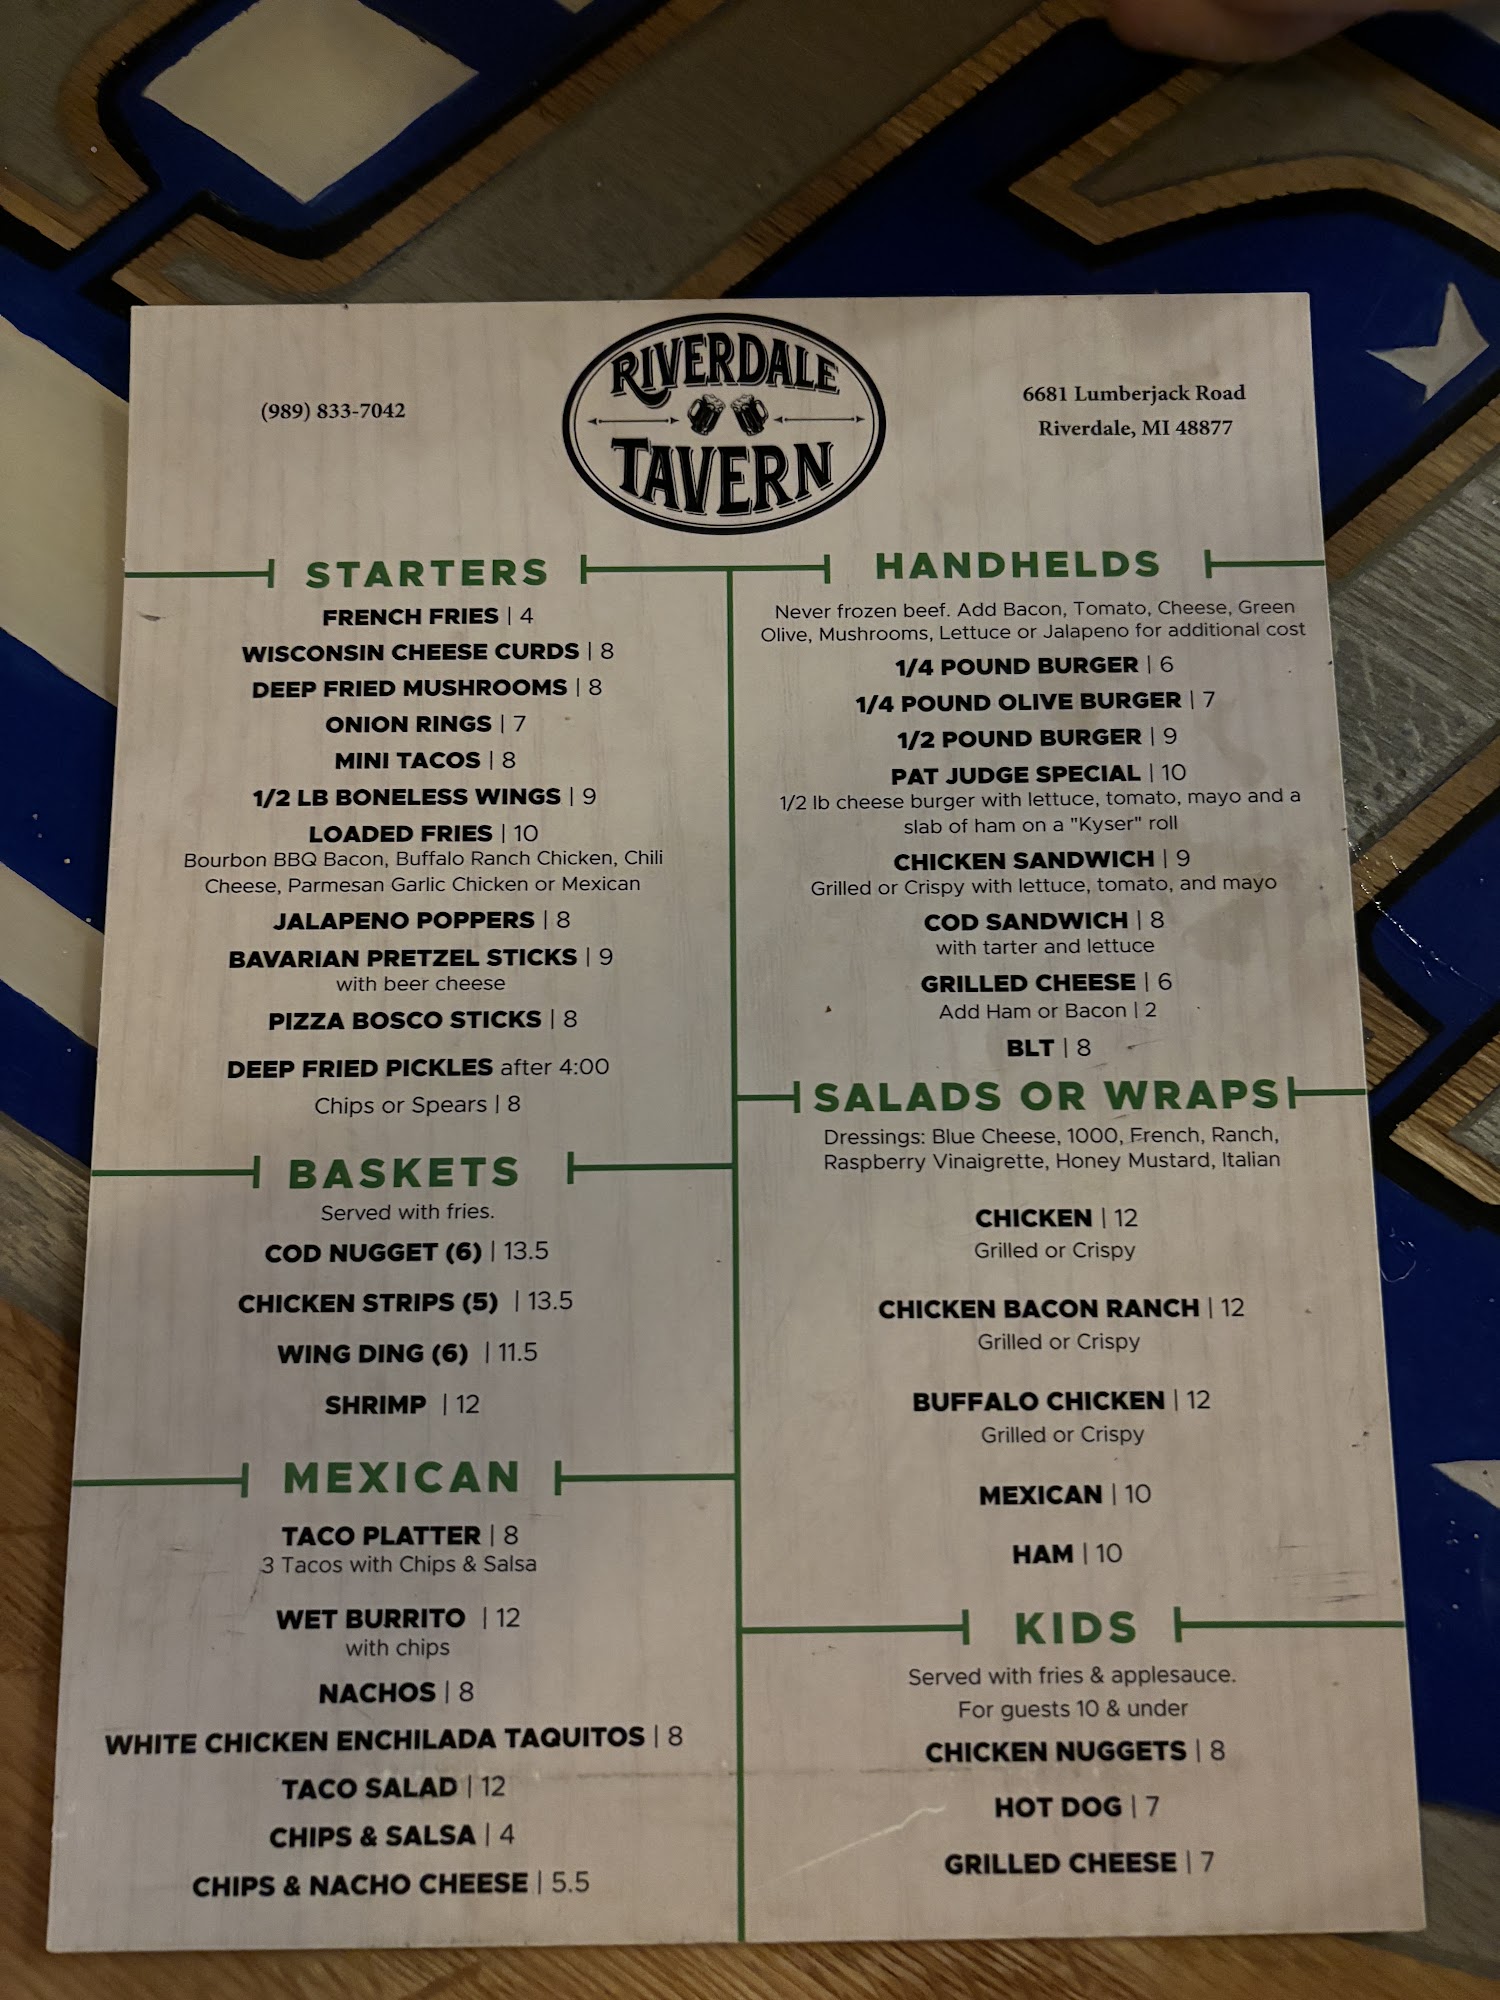 (989) 833-7042
RIVERDALE
TAVERN
6681 Lumberjack Road
Riverdale, MI 48877
STARTERS
FRENCH FRIES | 4
WISCONSIN CHEESE CURDS | 8
DEEP FRIED MUSHROOMS | 8
ONION RINGS | 7
MINI TACOS | 8
1/2 LB BONELESS WINGS | 9
LOADED FRIES | 10
Bourbon BBQ Bacon, Buffalo Ranch Chicken, Chili
Cheese, Parmesan Garlic Chicken or Mexican
JALAPENO POPPERS | 8
BAVARIAN PRETZEL STICKS | 9
with beer cheese
PIZZA BOSCO STICKS | 8
DEEP FRIED PICKLES after 4:00
Chips or Spears | 8
BASKETS
Served with fries.
COD NUGGET (6) | 13.5
CHICKEN STRIPS (5) | 13.5
WING DING (6) | 11.5
SHRIMP | 12
MEXICAN
TACO PLATTER | 8
3 Tacos with Chips & Salsa
WET BURRITO | 12
with chips
NACHOS | 8
WHITE CHICKEN ENCHILADA TAQUITOS | 8
TACO SALAD | 12
CHIPS & SALSA | 4
CHIPS & NACHO CHEESE | 5.5
HANDHELDS
Never frozen beef. Add Bacon, Tomato, Cheese, Green
Olive, Mushrooms, Lettuce or Jalapeno for additional cost
1/4 POUND BURGER | 6
1/4 POUND OLIVE BURGER | 7
1/2 POUND BURGER | 9
PAT JUDGE SPECIAL | 10
1/2 lb cheese burger with lettuce, tomato, mayo and a
slab of ham on a "Kyser" roll
CHICKEN SANDWICH | 9
Grilled or Crispy with lettuce, tomato, and mayo
COD SANDWICH | 8
with tarter and lettuce
GRILLED CHEESE | 6
Add Ham or Bacon | 2
BLT | 8
SALADS OR WRAPS
Dressings: Blue Cheese, 1000, French, Ranch,
Raspberry Vinaigrette, Honey Mustard, Italian
CHICKEN | 12
Grilled or Crispy
CHICKEN BACON RANCH | 12
Grilled or Crispy
BUFFALO CHICKEN | 12
Grilled or Crispy
MEXICAN | 10
HAM | 10
KIDS
Served with fries & applesauce.
For guests 10 & under
CHICKEN NUGGETS | 8
HOT DOG | 7
GRILLED CHEESE | 7